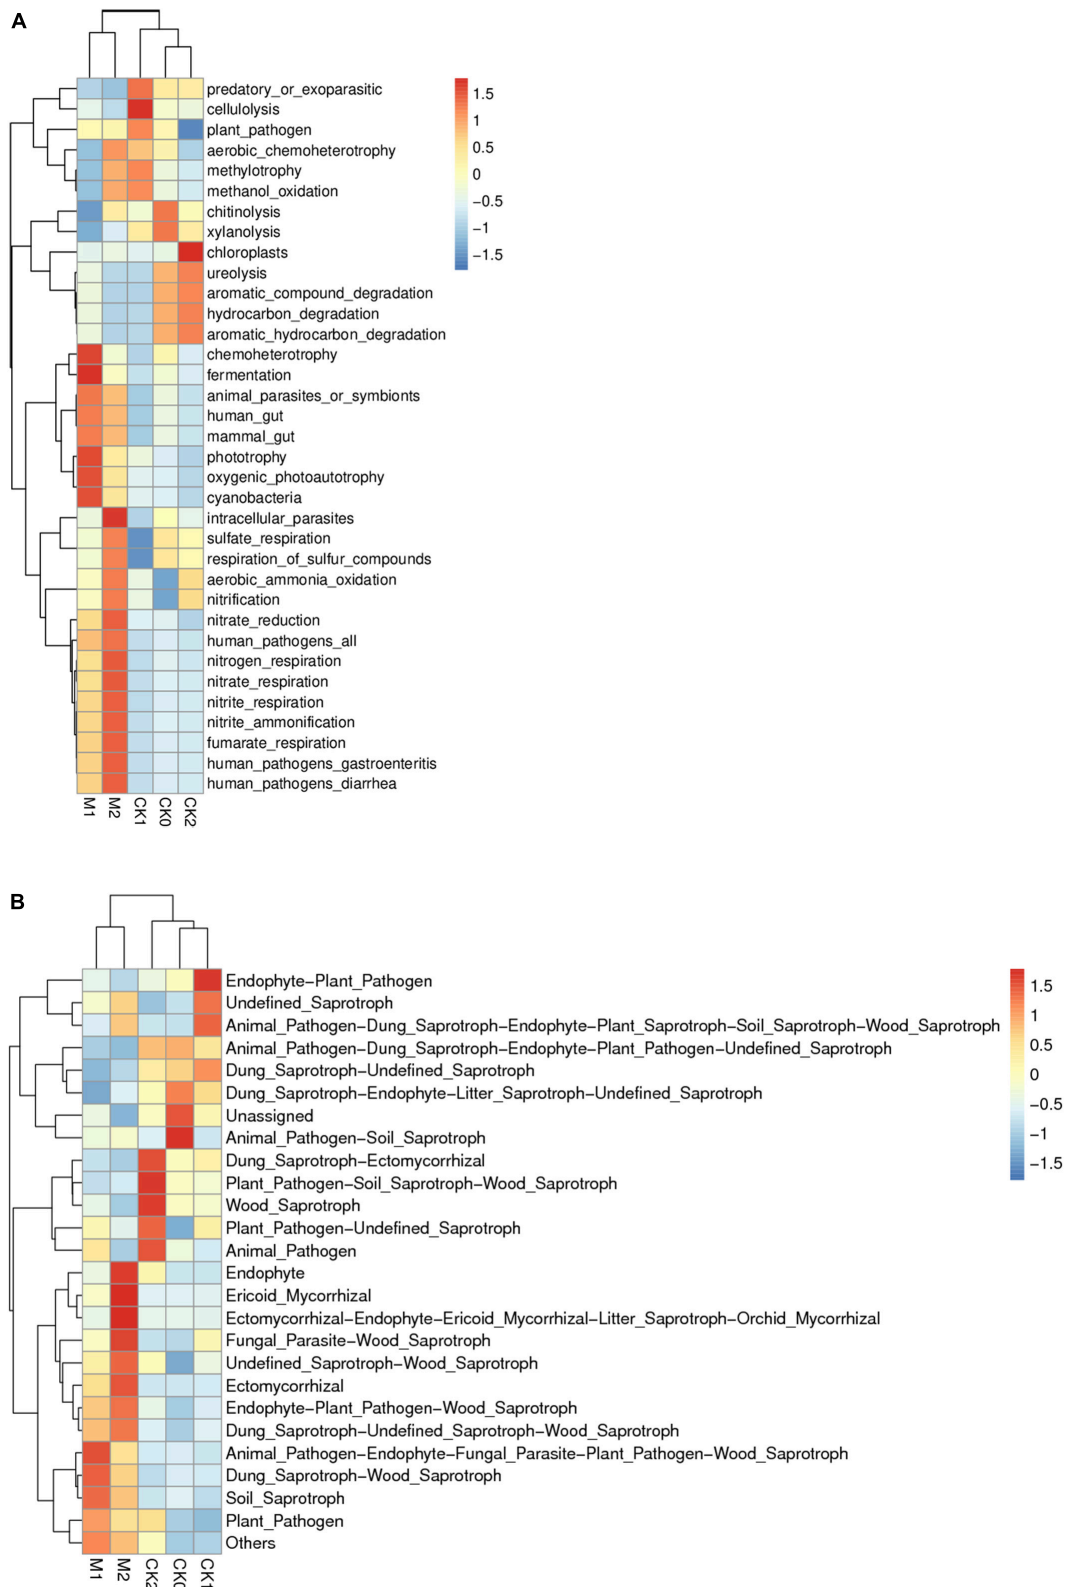 A
predatory_or_exoparasitic
cellulolysis
plant_pathogen
aerobic_chemoheterotrophy
methylotrophy
methanol_oxidation
chitinolysis
xylanolysis
chloroplasts
ureolysis
aromatic_compound_degradation
hydrocarbon_degradation
aromatic_hydrocarbon_degradation
chemoheterotrophy
fermentation
animal_parasites_or_symbionts
human_gut
mammal_gut
phototrophy
oxygenic_photoautotrophy
cyanobacteria
intracellular_parasites
sulfate_respiration
respiration_of_sulfur_compounds
aerobic_ammonia_oxidation
nitrification
nitrate_reduction
human_pathogens_all
nitrogen_respiration
nitrate_respiration
nitrite_respiration
nitrite_ammonification
fumarate_respiration
human_pathogens_gastroenteritis
human_pathogens_diarrhea
1.5
1
0.5
0
−0.5
−1
−1.5
M1 M2 CK1 CK0 CK2
B
Endophyte−Plant_Pathogen
Undefined_Saprotroph
Animal_Pathogen−Dung_Saprotroph−Endophyte−Plant_Saprotroph−Soil_Saprotroph−Wood_Saprotroph
Animal_Pathogen−Dung_Saprotroph−Endophyte−Plant_Pathogen−Undefined_Saprotroph
Dung_Saprotroph−Undefined_Saprotroph
Dung_Saprotroph−Endophyte−Litter_Saprotroph−Undefined_Saprotroph
Unassigned
Animal_Pathogen−Soil_Saprotroph
Dung_Saprotroph−Ectomycorrhizal
Plant_Pathogen−Soil_Saprotroph−Wood_Saprotroph
Wood_Saprotroph
Plant_Pathogen−Undefined_Saprotroph
Animal_Pathogen
Endophyte
Ericoid_Mycorrhizal
Ectomycorrhizal−Endophyte−Ericoid_Mycorrhizal−Litter_Saprotroph−Orchid_Mycorrhizal
Fungal_Parasite−Wood_Saprotroph
Undefined_Saprotroph−Wood_Saprotroph
Ectomycorrhizal
Endophyte−Plant_Pathogen−Wood_Saprotroph
Dung_Saprotroph−Undefined_Saprotroph−Wood_Saprotroph
Animal_Pathogen−Endophyte−Fungal_Parasite−Plant_Pathogen−Wood_Saprotroph
Dung_Saprotroph−Wood_Saprotroph
Soil_Saprotroph
Plant_Pathogen
Others
1.5
1
0.5
0
−0.5
−1
−1.5
M1 M2 CK2 CK0 CK1